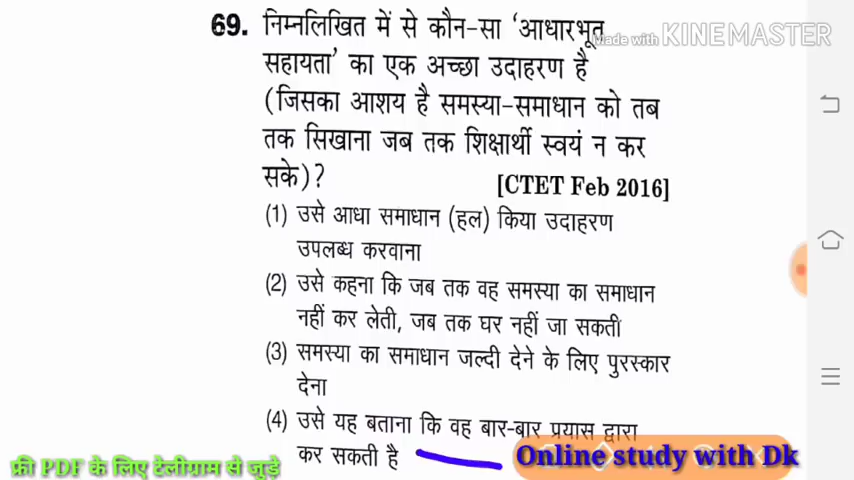 69. निम्नलिखित में से कौन-सा 'आधारभूत
Made with KINEMASTER
सहायता' का एक अच्छा उदाहरण है
(जिसका आशय है समस्या-समाधान को तब
तक सिखाना जब तक शिक्षार्थी स्वयं न कर
सके)? [CTET Feb 2016]
(1) उसे आधा समाधान (हल) किया उदाहरण
उपलब्ध करवाना
(2) उसे कहना कि जब तक वह समस्या का समाधान
नहीं कर लेती, जब तक घर नहीं जा सकती
(3) समस्या का समाधान जल्दी देने के लिए पुरस्कार
देना
(4) उसे यह बताना कि वह बार-बार प्रयास द्वारा
कर सकती है
Online study with Dk
फ्री PDF के लिए टेलीग्राम से जुड़े